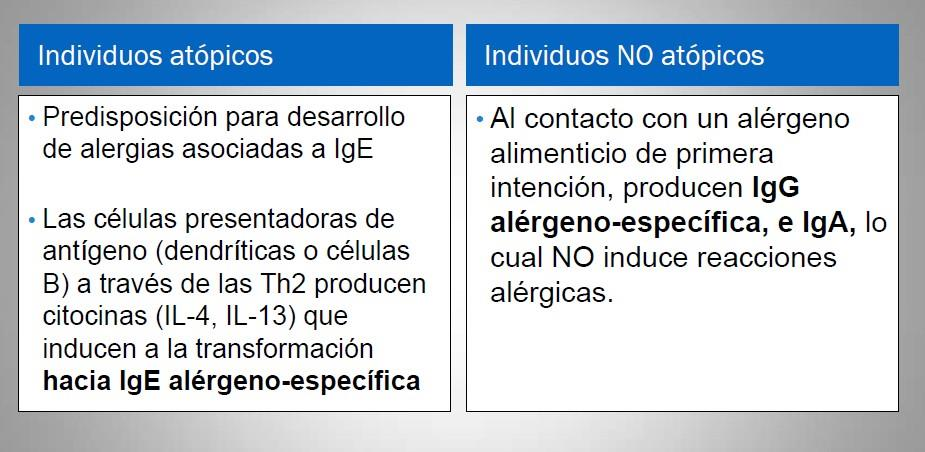 Individuos atópicos
• Predisposición para desarrollo
de alergias asociadas a IgE
• Las células presentadoras de
antígeno (dendríticas o células
B) a través de las Th2 producen
citocinas (IL-4, IL-13) que
inducen a la transformación
hacia IgE alérgeno-específica
Individuos NO atópicos
• Al contacto con un alérgeno
alimenticio de primera
intención, producen IgG
alérgeno-específica, e IgA, lo
cual NO induce reacciones
alérgicas.